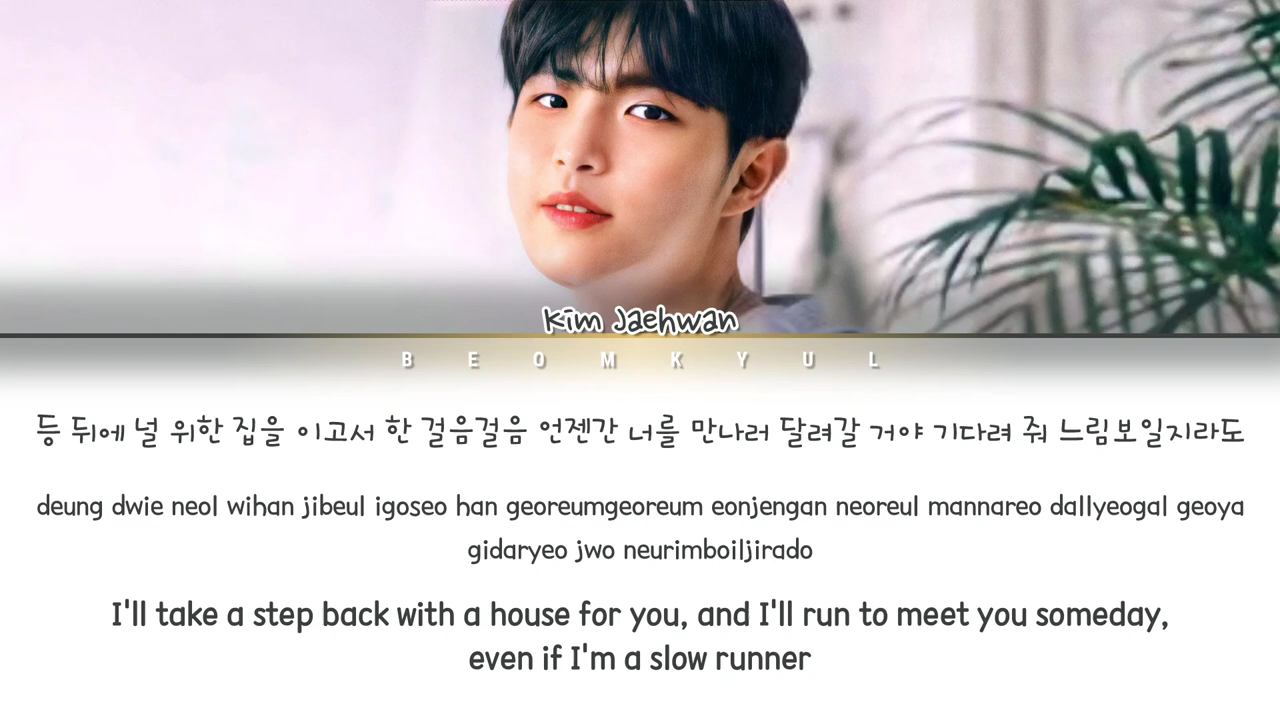 Kim Jaehwan
BEOMKYUL
등 뒤에 널 위한 집을 이고서 한 걸음걸음 언젠간 너를 만나러 달려갈 거야 기다려 줘 느림보일지라도
deung dwie neol wihan jibeul igoseo han georeumgeoreum eonjengan neoreul mannareo dallyeogal geoya
gidaryeo jwo neurimboiljirado
I'll take a step back with a house for you, and I'll run to meet you someday,
even if I'm a slow runner